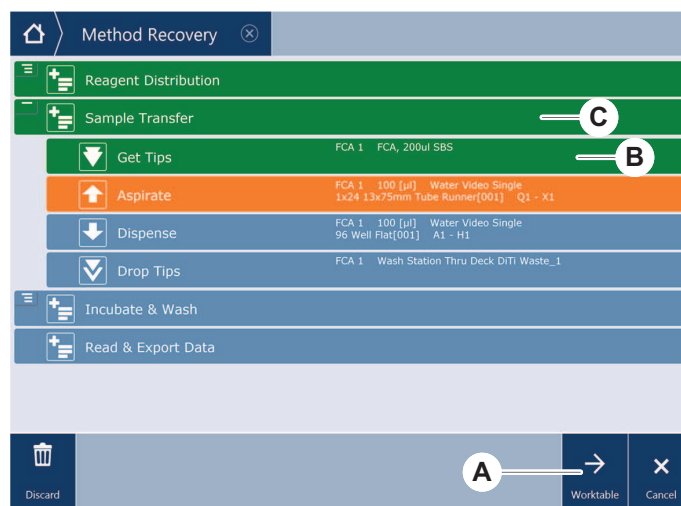 Method Recovery
Reagent Distribution
Sample Transfer
C
Get Tips
FCA 1 FCA, 200ul SBS
B
Aspirate
FCA 1 100 [µl] Water Video Single
1x24 13x75mm Tube Runner[001] Q1 - X1
Dispense
FCA 1 100 [µl] Water Video Single
96 Well Flat[001] A1 - H1
Drop Tips
FCA 1 Wash Station Thru Deck DiTi Waste_1
Incubate & Wash
Read & Export Data
A
Discard
Worktable
Cancel